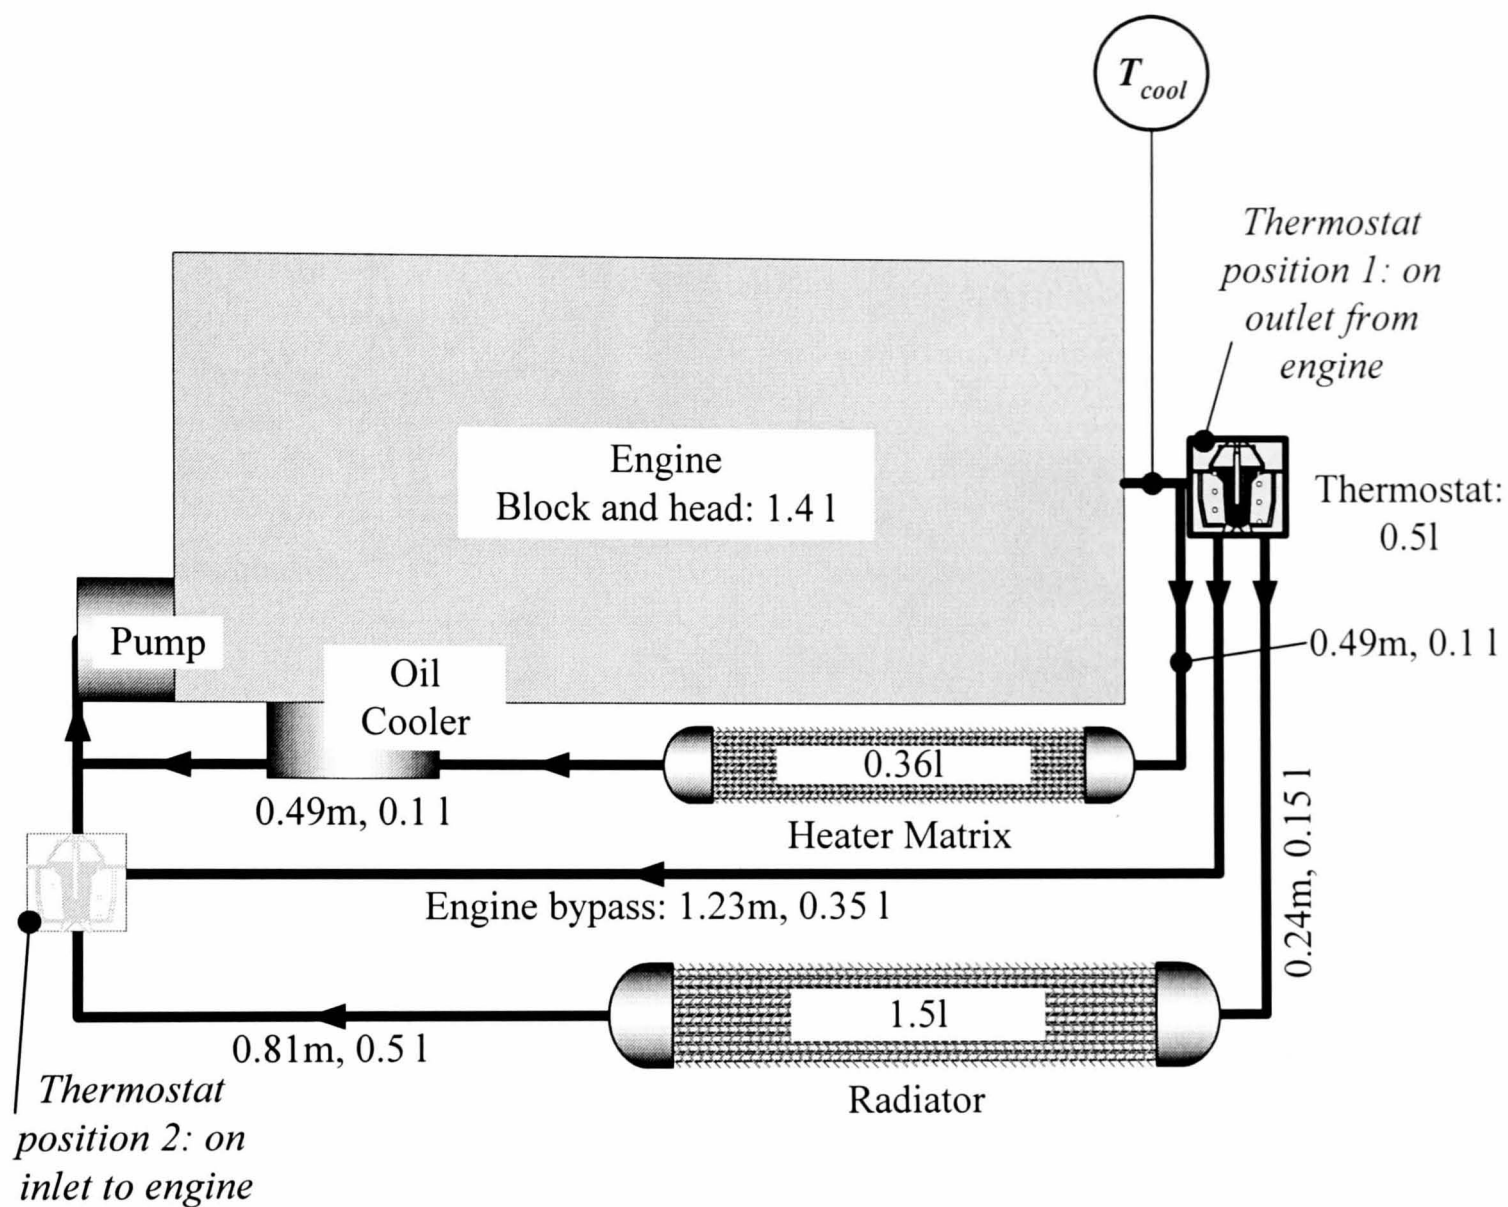 T_cool
Thermostat
position 1: on
outlet from
engine
Engine
Block and head: 1.4 l
Thermostat:
0.5l
Pump
Oil
Cooler
0.49m, 0.1 l
0.36l
0.49m, 0.1 l
Heater Matrix
0.24m, 0.15 l
Engine bypass: 1.23m, 0.35 l
1.5l
0.81m, 0.5 l
Radiator
Thermostat
position 2: on
inlet to engine